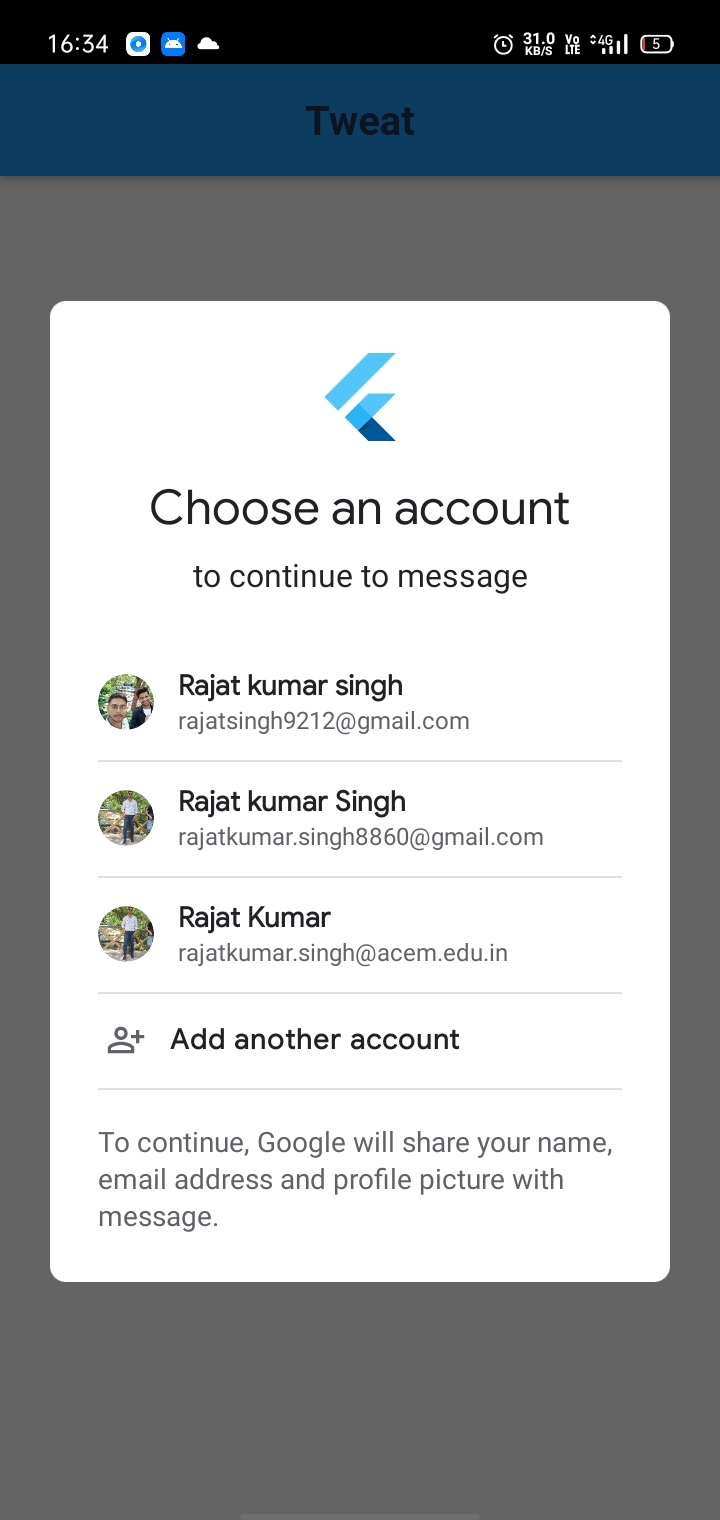 16:34 31.0 KB/S Vo LTE 4G 5
Tweat
Choose an account
to continue to message
Rajat kumar singh
rajatsingh9212@gmail.com
Rajat kumar Singh
rajatkumar.singh8860@gmail.com
Rajat Kumar
rajatkumar.singh@acem.edu.in
Add another account
To continue, Google will share your name,
email address and profile picture with
message.